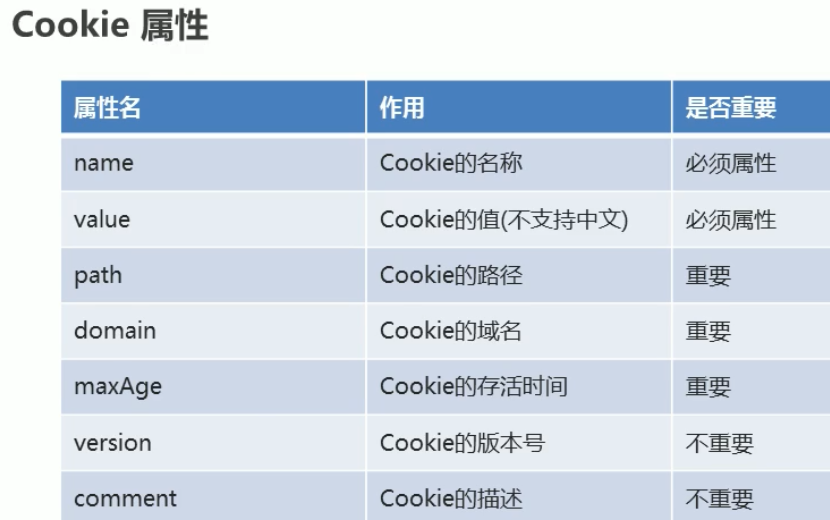 Cookie 属性
属性名 作用 是否重要
name Cookie的名称 必须属性
value Cookie的值(不支持中文) 必须属性
path Cookie的路径 重要
domain Cookie的域名 重要
maxAge Cookie的存活时间 重要
version Cookie的版本号 不重要
comment Cookie的描述 不重要